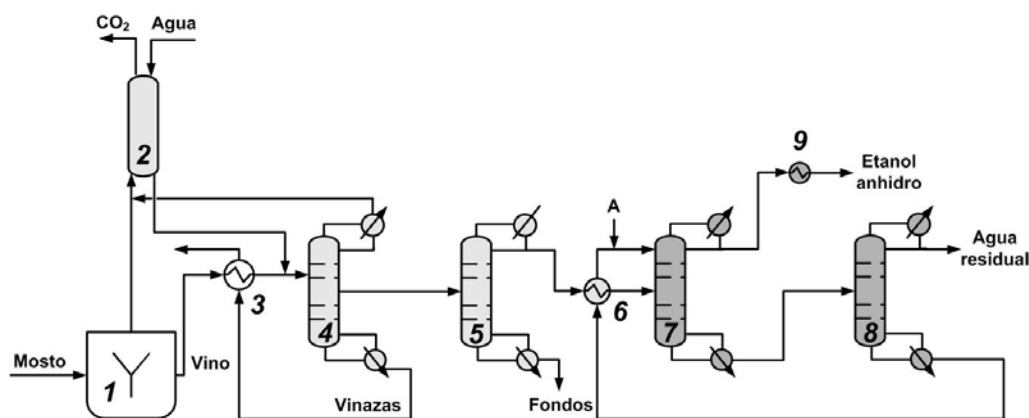 CO₂
Agua
2
9
Etanol
anhidro
A
Agua
residual
3
4
5
6
7
8
Mosto
1
Vino
Vinazas
Fondos